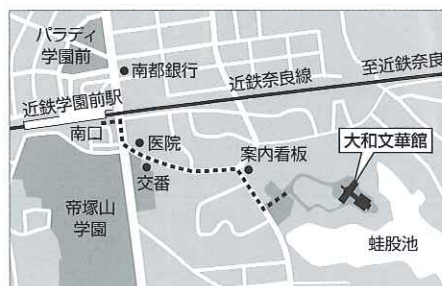 パラディ
学園前
南都銀行
近鉄奈良線
至近鉄奈良
近鉄学園前駅
南口
医院
交番
案内看板
大和文華館
帝塚山
学園
蛙股池